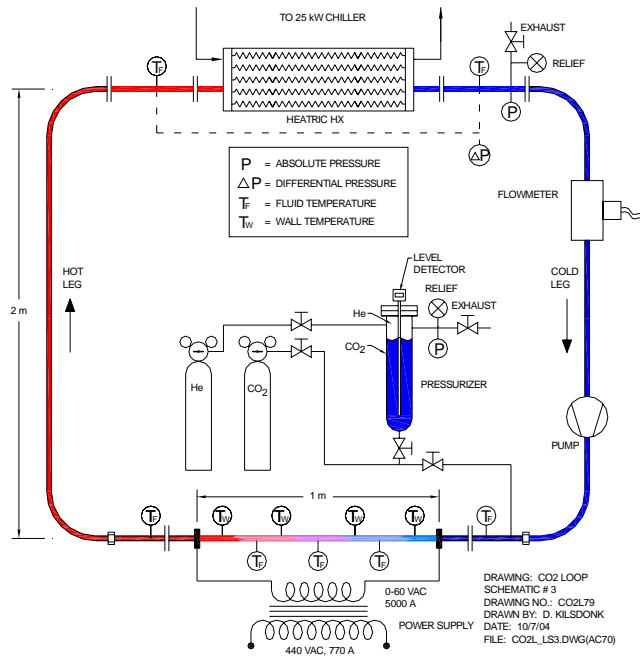 TO 25 kW CHILLER
EXHAUST
RELIEF
TF
TF
P
HEATRIC HX
ΔP
P = ABSOLUTE PRESSURE
ΔP = DIFFERENTIAL PRESSURE
TF = FLUID TEMPERATURE
TW = WALL TEMPERATURE
FLOWMETER
LEVEL
DETECTOR
RELIEF
EXHAUST
HOT
LEG
COLD
LEG
2 m
He
CO2
P
PRESSURIZER
He
CO2
PUMP
1 m
TF
TW
TW
TW
TW
TF
TF
TF
TF
0-60 VAC
5000 A
POWER SUPPLY
440 VAC, 770 A
DRAWING: CO2 LOOP
SCHEMATIC # 3
DRAWING NO.: CO2L79
DRAWN BY: D. KILSDONK
DATE: 10/7/04
FILE: CO2L_LS3.DWG(AC70)